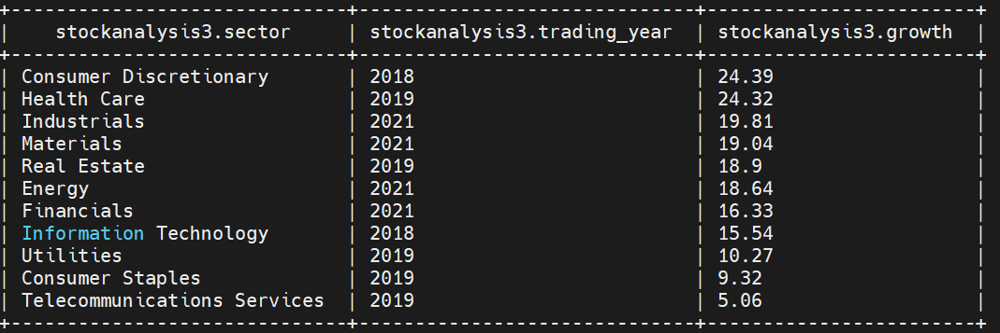 +-------------------------------+-----------------------------+-------------------------+
| stockanalysis3.sector | stockanalysis3.trading_year | stockanalysis3.growth |
+-------------------------------+-----------------------------+-------------------------+
| Consumer Discretionary | 2018 | 24.39 |
| Health Care | 2019 | 24.32 |
| Industrials | 2021 | 19.81 |
| Materials | 2021 | 19.04 |
| Real Estate | 2019 | 18.9 |
| Energy | 2021 | 18.64 |
| Financials | 2021 | 16.33 |
| Information Technology | 2018 | 15.54 |
| Utilities | 2019 | 10.27 |
| Consumer Staples | 2019 | 9.32 |
| Telecommunications Services | 2019 | 5.06 |
+-------------------------------+-----------------------------+-------------------------+